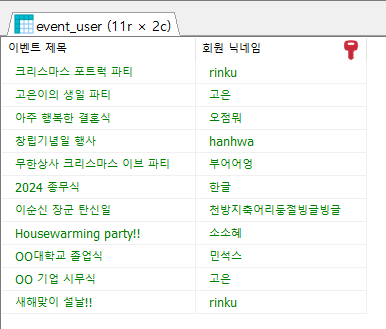 event_user (11r × 2c)
이벤트 제목 회원 닉네임
크리스마스 포트럭 파티 rinku
고은이의 생일 파티 고은
아주 행복한 결혼식 오점뭐
창립기념일 행사 hanhwa
무한상사 크리스마스 이브 파티 부어어엉
2024 종무식 한글
이순신 장군 탄신일 천방지축어리둥절빙글빙글
Housewarming party!! 소소혜
OO대학교 졸업식 민석스
OO 기업 시무식 고은
새해맞이 설날!! rinku